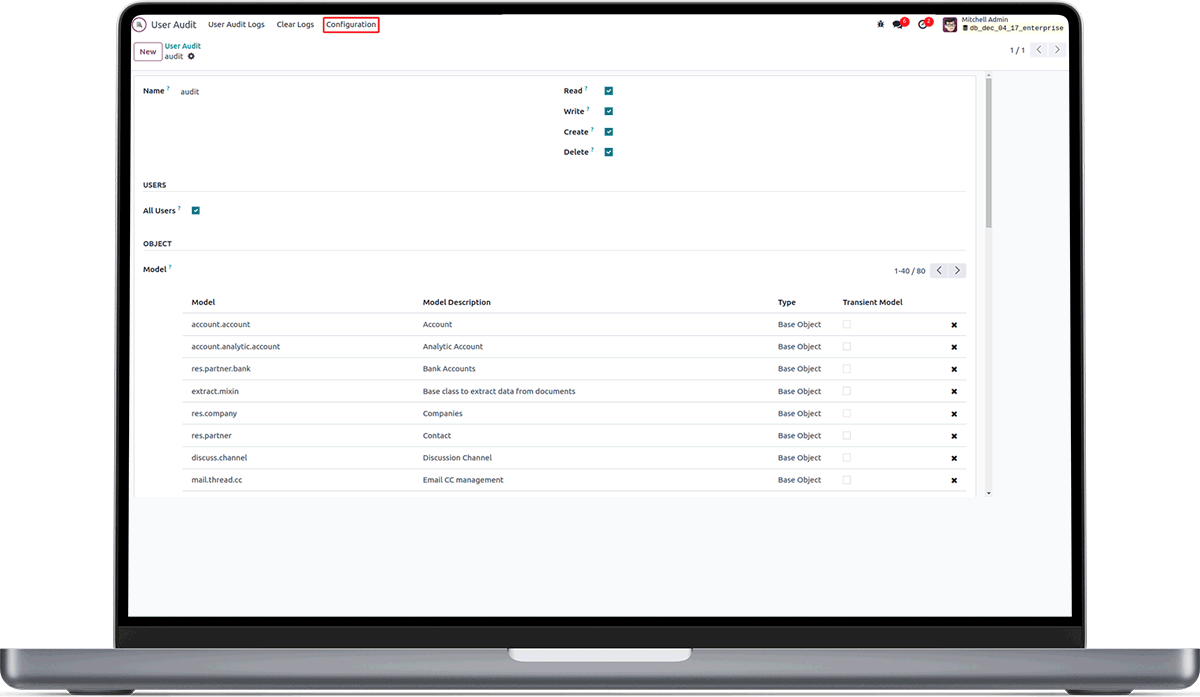 User Audit User Audit Logs Clear Logs Configuration 6 2 Mitchell Admin
db_dec_04_17_enterprise
New User Audit
audit
1 / 1
Name ? audit Read ?
Write ?
Create ?
Delete ?
USERS
All Users ?
OBJECT
Model ? 1-40 / 80
Model Model Description Type Transient Model
account.account Account Base Object
account.analytic.account Analytic Account Base Object
res.partner.bank Bank Accounts Base Object
extract.mixin Base class to extract data from documents Base Object
res.company Companies Base Object
res.partner Contact Base Object
discuss.channel Discussion Channel Base Object
mail.thread.cc Email CC management Base Object